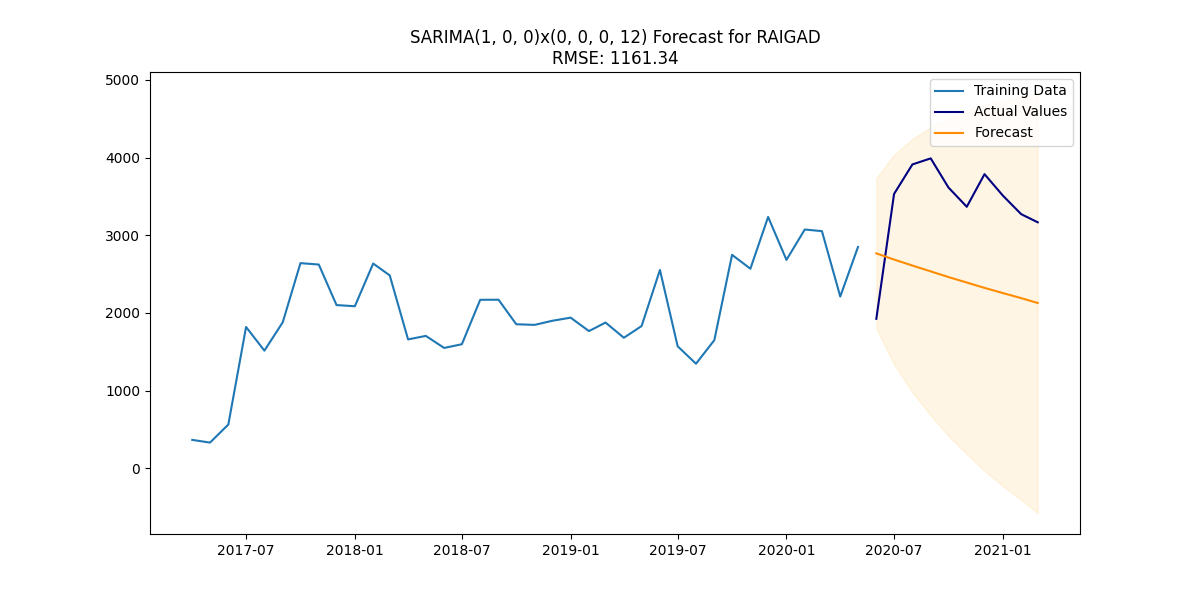 SARIMA(1, 0, 0)x(0, 0, 0, 12) Forecast for RAIGAD
RMSE: 1161.34
Training Data
Actual Values
Forecast
5000
4000
3000
2000
1000
0
2017-07 2018-01 2018-07 2019-01 2019-07 2020-01 2020-07 2021-01